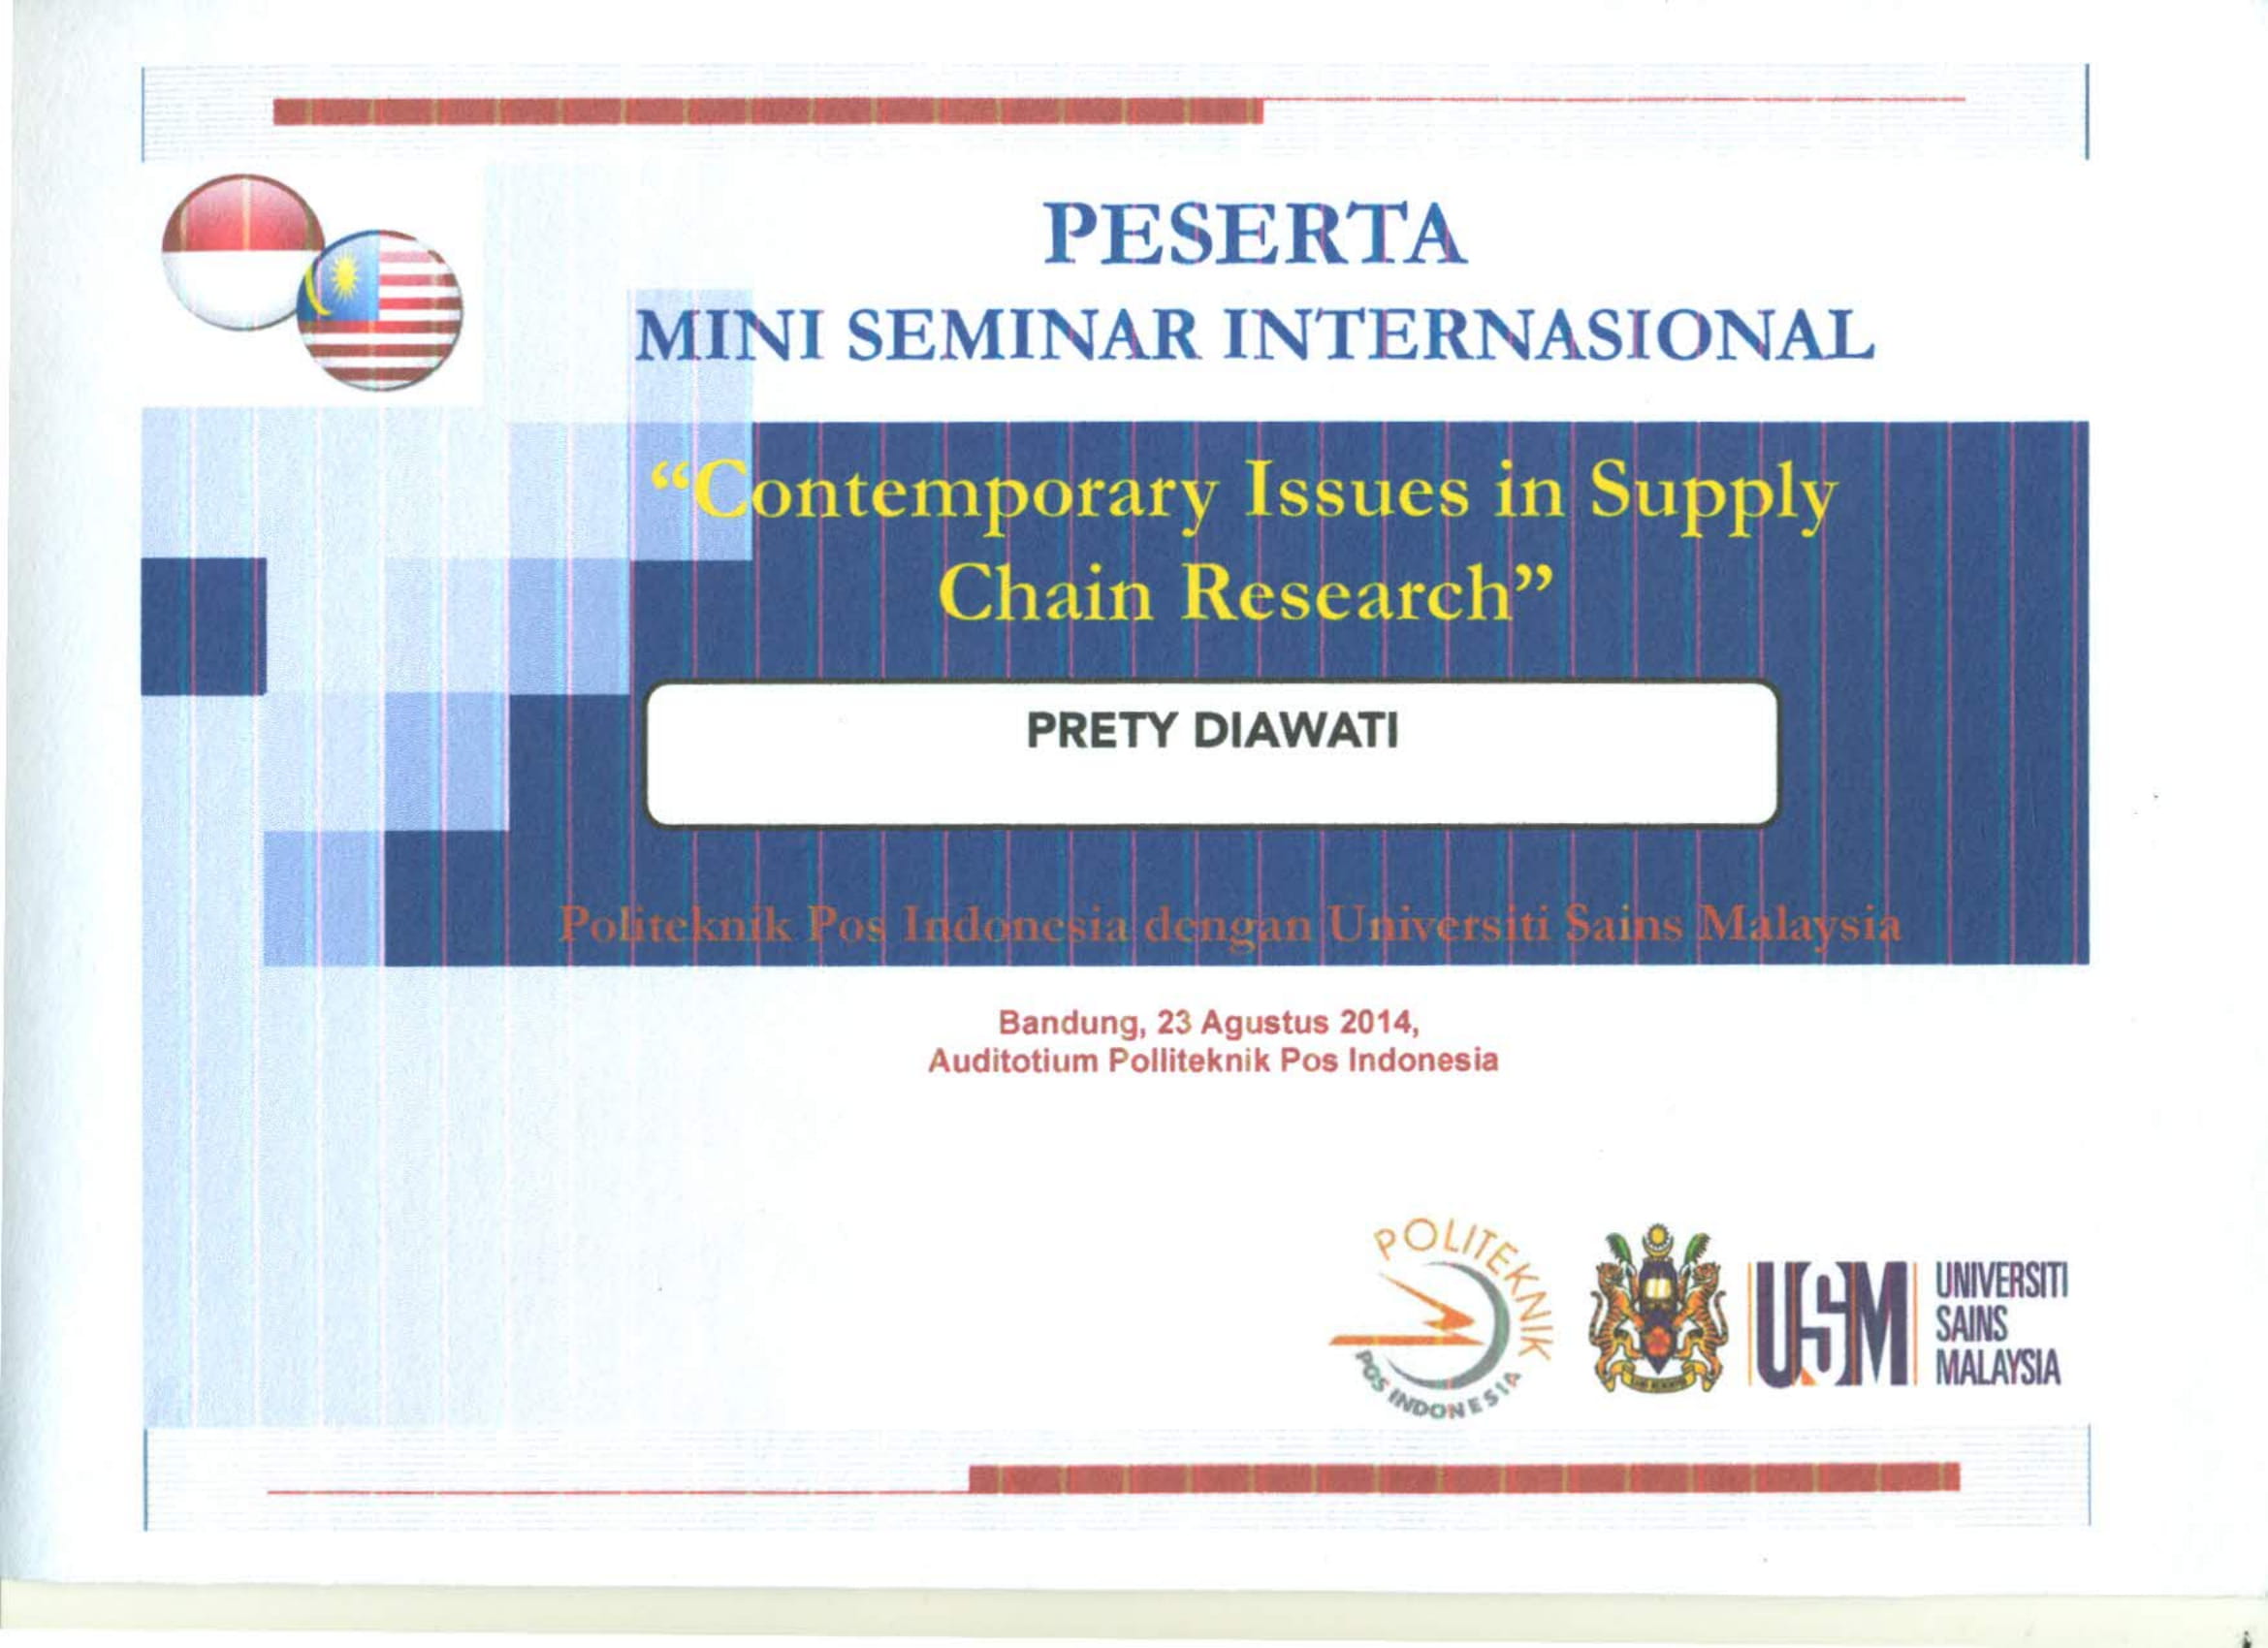 PESERTA
MINI SEMINAR INTERNASIONAL
“Contemporary Issues in Supply
Chain Research”
PRETY DIAWATI
Politeknik Pos Indonesia dengan Universiti Sains Malaysia
Bandung, 23 Agustus 2014,
Auditotium Polliteknik Pos Indonesia
POLITEKNIK
POS INDONESIA
USM
UNIVERSITI
SAINS
MALAYSIA